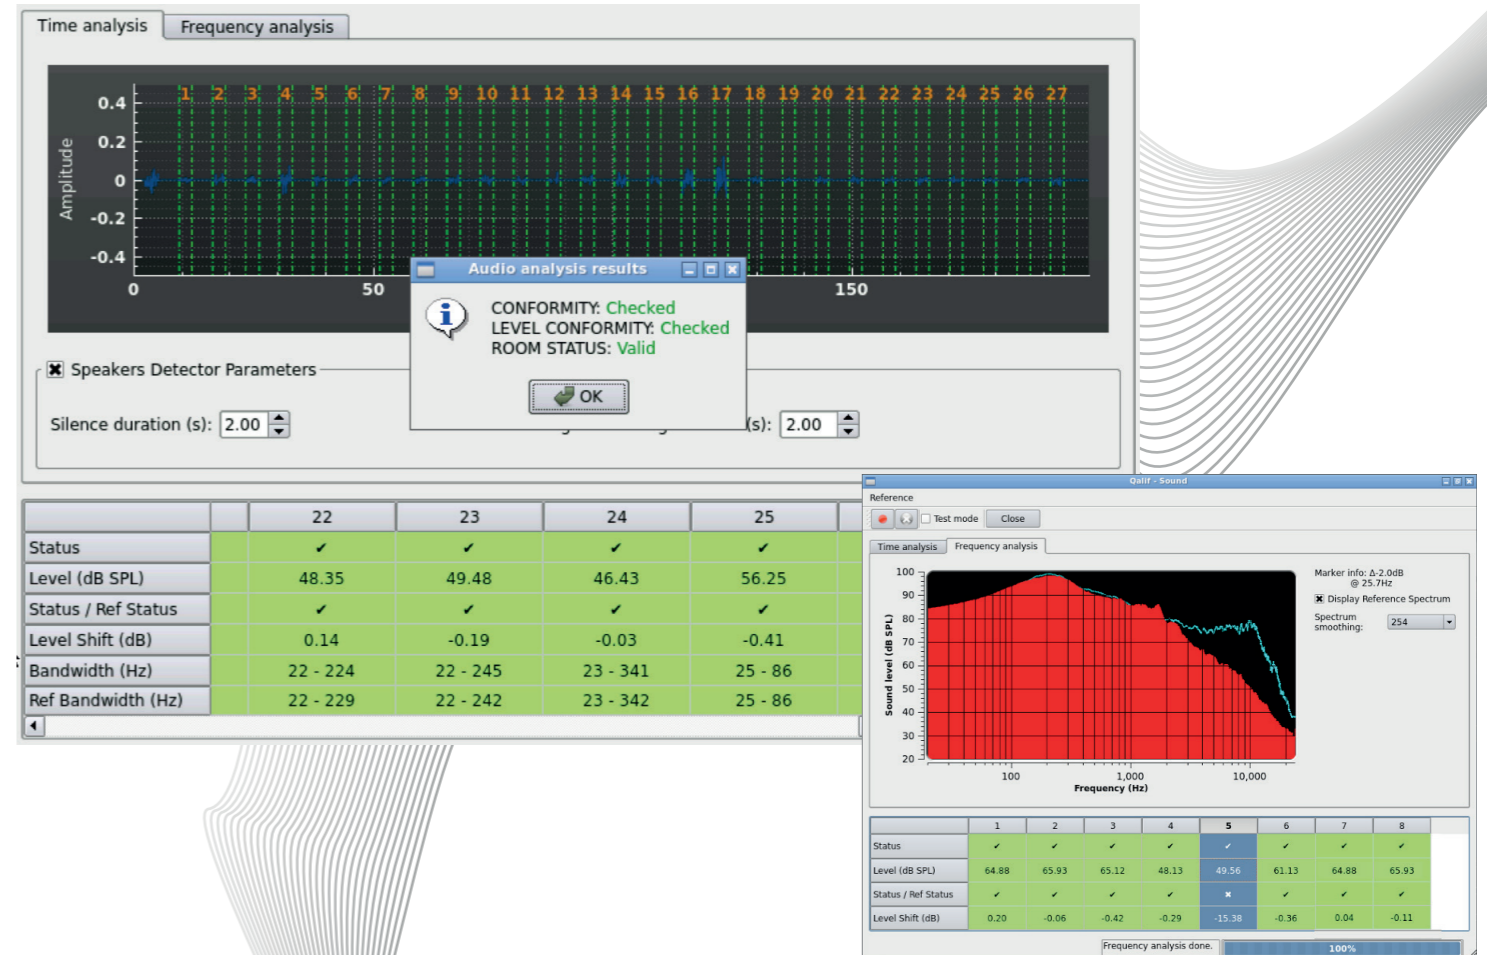 Time analysis Frequency analysis
1 2 3 4 5 6 7 8 9 10 11 12 13 14 15 16 17 18 19 20 21 22 23 24 25 26 27
0.4
0.2
0
-0.2
-0.4
Amplitude
0 50 150
Audio analysis results
CONFORMITY: Checked
LEVEL CONFORMITY: Checked
ROOM STATUS: Valid
OK
Speakers Detector Parameters
Silence duration (s): 2.00 (s): 2.00
22 23 24 25
Status ✔ ✔ ✔ ✔
Level (dB SPL) 48.35 49.48 46.43 56.25
Status / Ref Status ✔ ✔ ✔ ✔
Level Shift (dB) 0.14 -0.19 -0.03 -0.41
Bandwidth (Hz) 22 - 224 22 - 245 23 - 341 25 - 86
Ref Bandwidth (Hz) 22 - 229 22 - 242 23 - 342 25 - 86
Qalif - Sound
Reference
Test mode Close
Time analysis Frequency analysis
100
90
80
70
60
50
40
30
20
Sound level (dB SPL)
100 1,000 10,000
Frequency (Hz)
Marker info: Δ-2.0dB
@ 25.7Hz
Display Reference Spectrum
Spectrum
smoothing: 254
1 2 3 4 5 6 7 8
Status ✔ ✔ ✔ ✔ ✔ ✔ ✔ ✔
Level (dB SPL) 64.88 65.93 65.12 48.13 49.56 61.13 64.88 65.93
Status / Ref Status ✔ ✔ ✔ ✔ ✖ ✔ ✔ ✔
Level Shift (dB) 0.20 -0.06 -0.42 -0.29 -15.38 -0.36 0.04 -0.11
Frequency analysis done. 100%